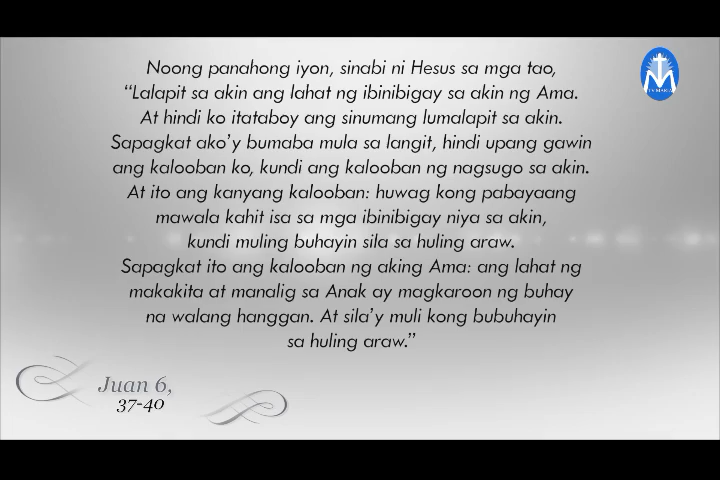 Noong panahong iyon, sinabi ni Hesus sa mga tao,
“Lalapit sa akin ang lahat ng ibinibigay sa akin ng Ama.
At hindi ko itataboy ang sinumang lumalapit sa akin.
Sapagkat ako’y bumaba mula sa langit, hindi upang gawin
ang kalooban ko, kundi ang kalooban ng nagsugo sa akin.
At ito ang kanyang kalooban: huwag kong pabayaang
mawala kahit isa sa mga ibinibigay niya sa akin,
kundi muling buhayin sila sa huling araw.
Sapagkat ito ang kalooban ng aking Ama: ang lahat ng
makakita at manalig sa Anak ay magkaroon ng buhay
na walang hanggan. At sila’y muli kong bubuhayin
sa huling araw.”
Juan 6,
37-40
TV MARIA